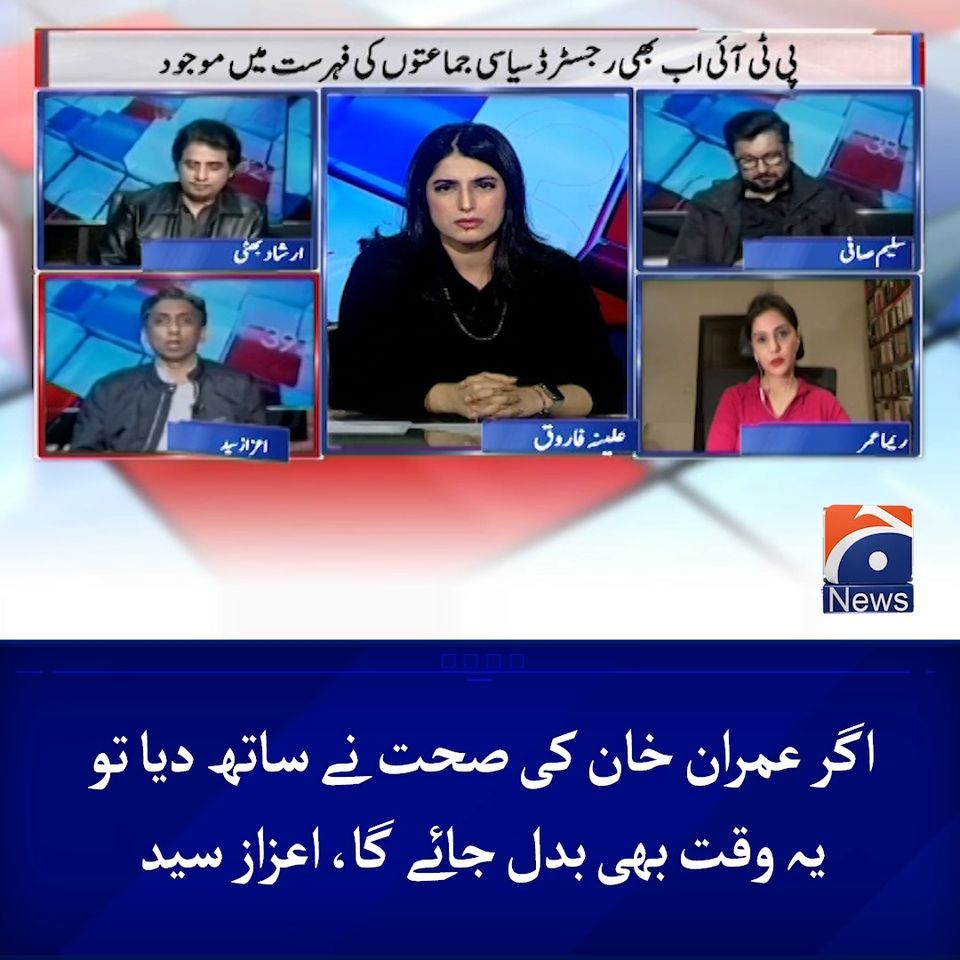 پی ٹی آئی اب بھی رجسٹرڈ سیاسی جماعتوں کی فہرست میں موجود
ارشاد بھٹی
سلیم صافی
اعزاز سید
علینہ فاروق
ریما عمر
News
اگر عمران خان کی صحت نے ساتھ دیا تو
یہ وقت بھی بدل جائے گا، اعزاز سید